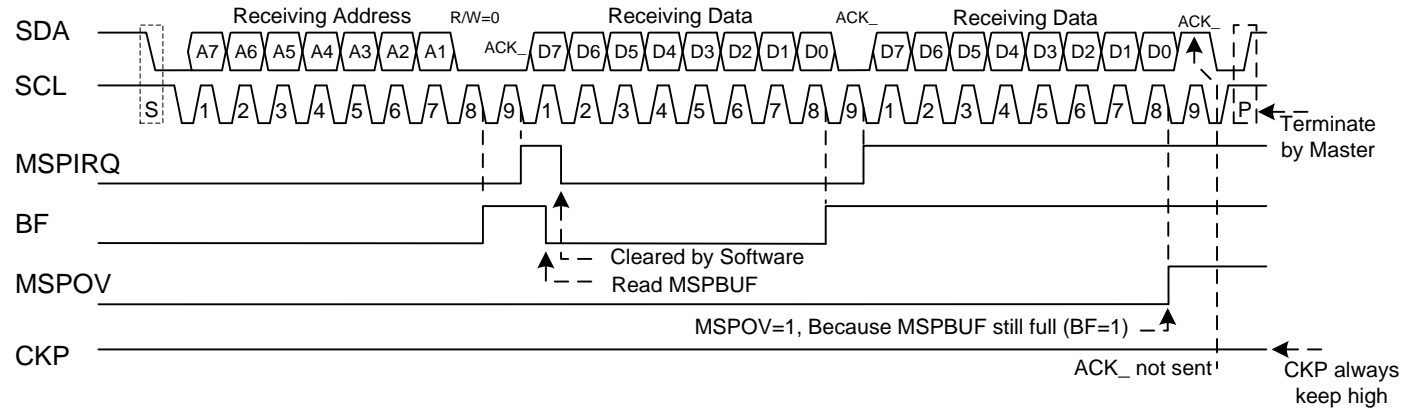 Receiving Address R/W=0 Receiving Data ACK_ Receiving Data ACK_
SDA
A7 A6 A5 A4 A3 A2 A1 ACK_ D7 D6 D5 D4 D3 D2 D1 D0 D7 D6 D5 D4 D3 D2 D1 D0
SCL
S 1 2 3 4 5 6 7 8 9 1 2 3 4 5 6 7 8 9 1 2 3 4 5 6 7 8 9 P
Terminate
by Master
MSPIRQ
BF
Cleared by Software
Read MSPBUF
MSPOV
MSPOV=1, Because MSPBUF still full (BF=1)
CKP
ACK_ not sent
CKP always
keep high